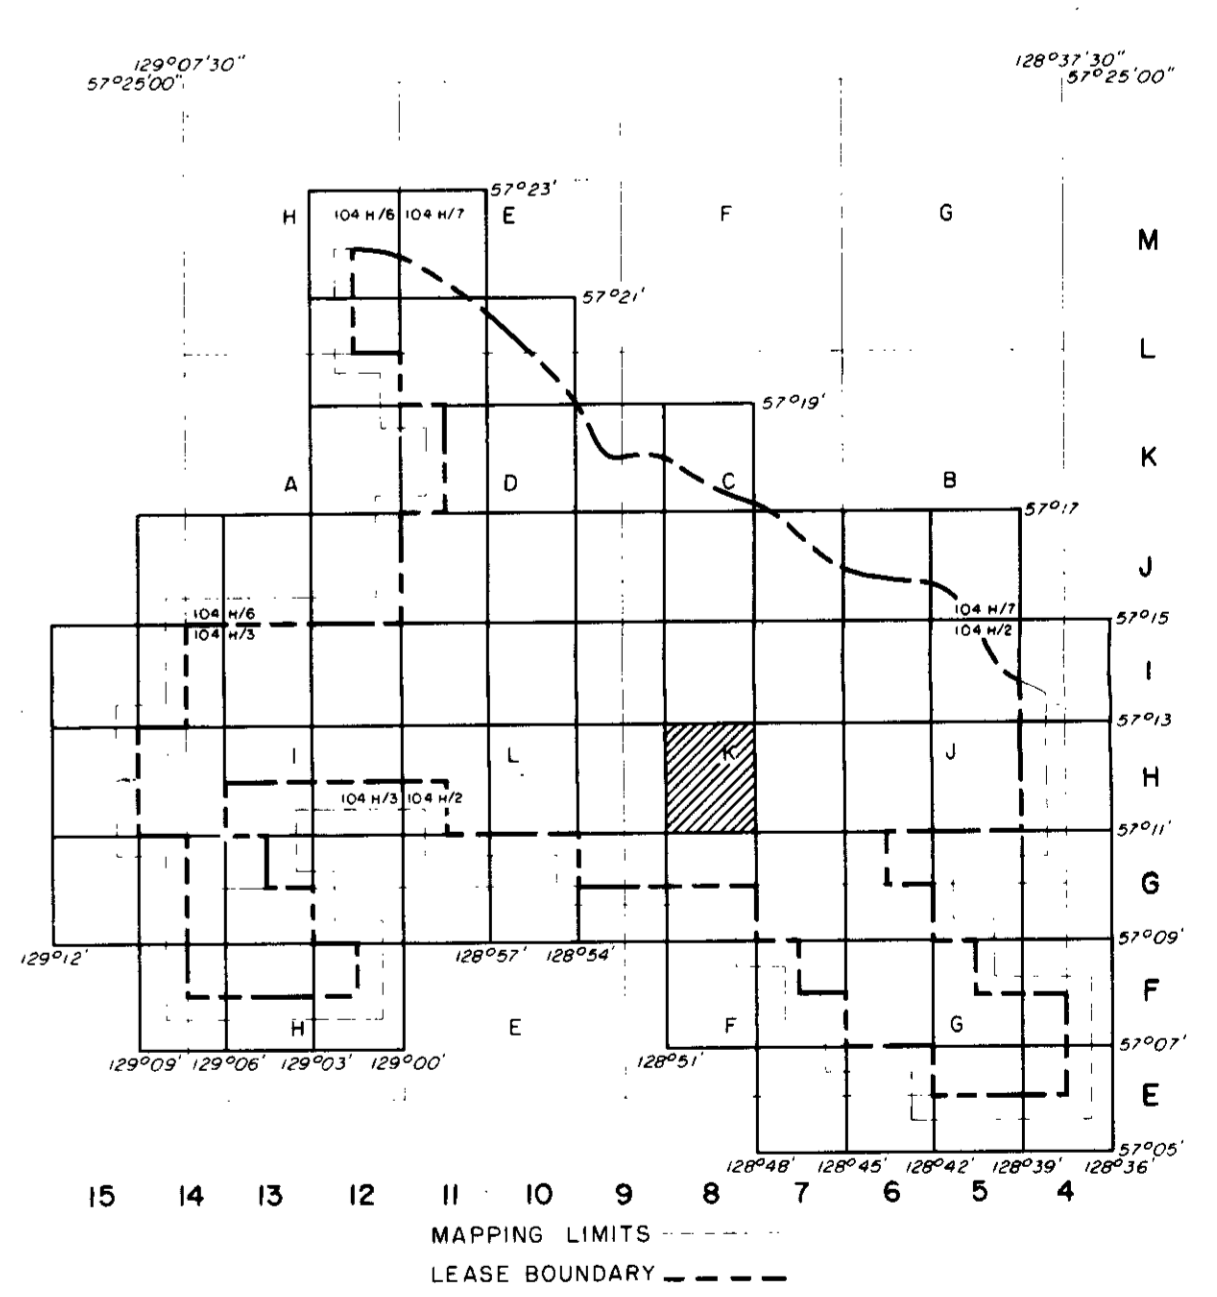 129°07'30" 128°37'30"
57°25'00" 57°25'00"
57°23'
H 104 H/6 104 H/7 E F G M
57°21'
L
57°19'
K
A D C B
57°17'
J
104 H/6 104 H/7 57°15'
104 H/3 104 H/2
I
57°13'
I L K J H
104 H/3 104 H/2
57°11'
G
57°09'
129°12' 128°57' 128°54'
F
H E F G
57°07'
129°09' 129°06' 129°03' 129°00' 128°51'
E
57°05'
128°48' 128°45' 128°42' 128°39' 128°36'
15 14 13 12 11 10 9 8 7 6 5 4
MAPPING LIMITS
LEASE BOUNDARY